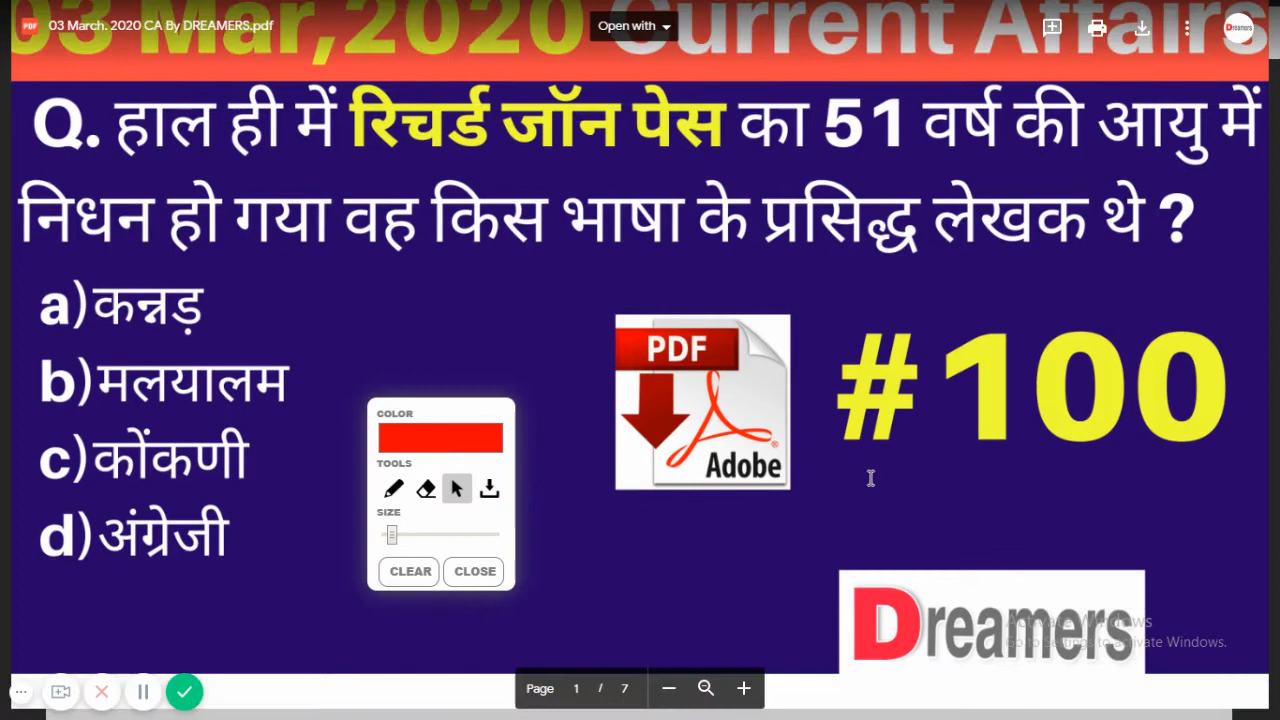 03 March. 2020 CA By DREAMERS.pdf
Open with
Dreamers
03 Mar,2020 Current Affairs
Q. हाल ही में रिचर्ड जॉन पेस का 51 वर्ष की आयु में
निधन हो गया वह किस भाषा के प्रसिद्ध लेखक थे ?
a)कन्नड़
b)मलयालम
c)कोंकणी
d)अंग्रेजी
COLOR
TOOLS
SIZE
CLEAR CLOSE
PDF
Adobe
#100
Dreamers
Activate Windows
Go to Settings to activate Windows.
Page 1 / 7